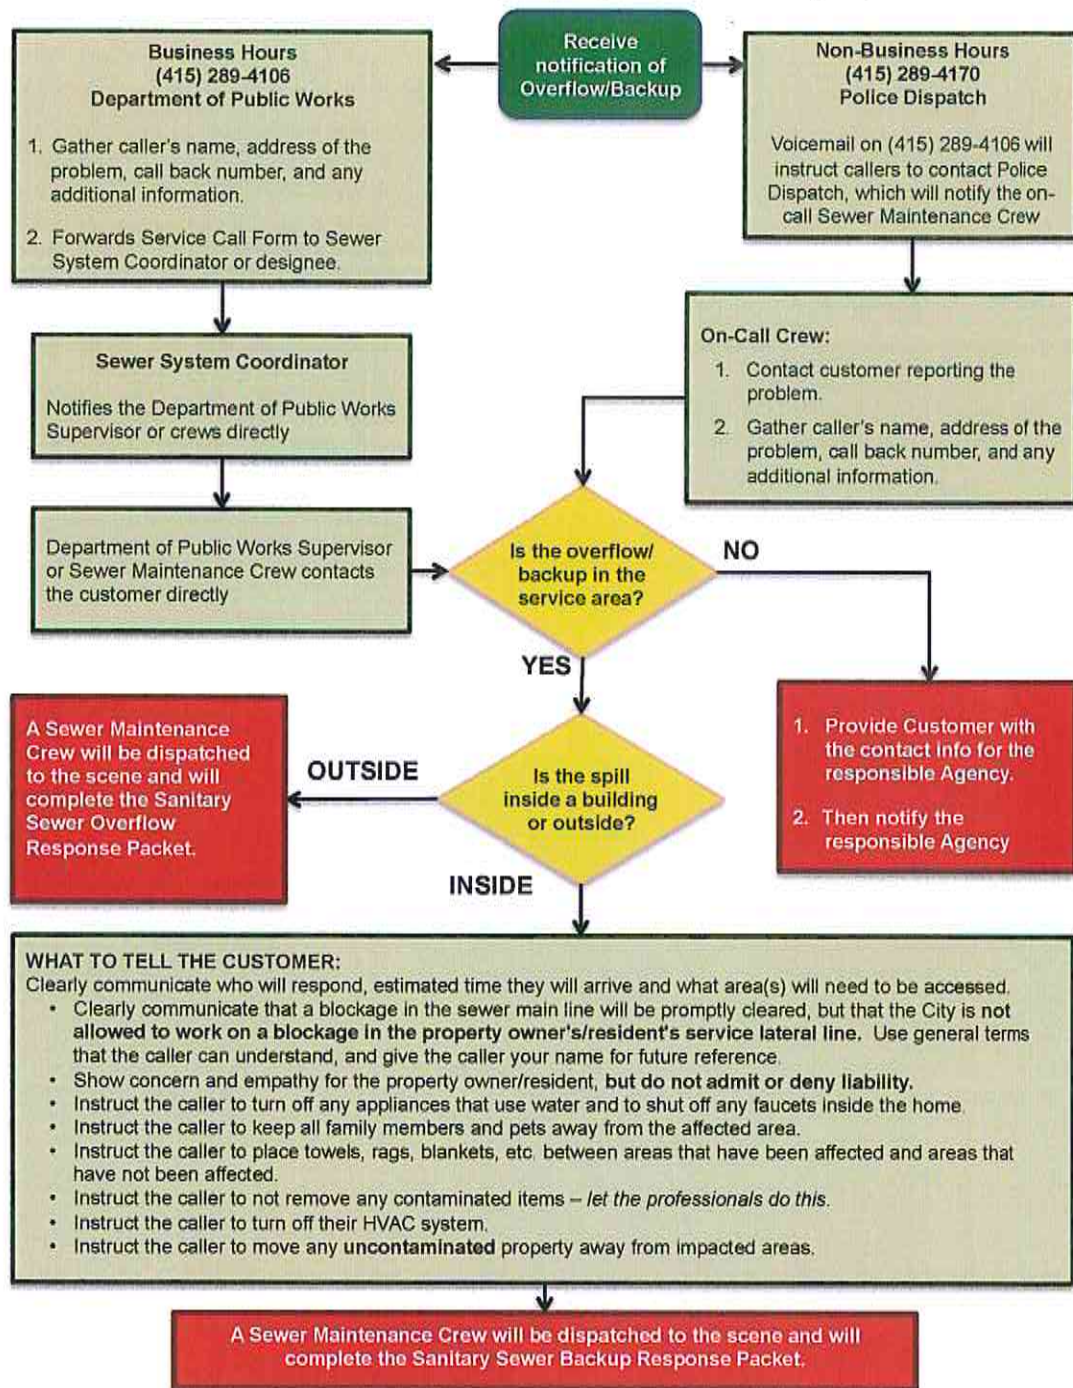 Receive
notification of
Overflow/Backup
Business Hours
(415) 289-4106
Department of Public Works
1. Gather caller's name, address of the
problem, call back number, and any
additional information.
2. Forwards Service Call Form to Sewer
System Coordinator or designee.
Non-Business Hours
(415) 289-4170
Police Dispatch
Voicemail on (415) 289-4106 will
instruct callers to contact Police
Dispatch, which will notify the on-
call Sewer Maintenance Crew
Sewer System Coordinator
Notifies the Department of Public Works
Supervisor or crews directly
On-Call Crew:
1. Contact customer reporting the
problem.
2. Gather caller's name, address of the
problem, call back number, and any
additional information.
Department of Public Works Supervisor
or Sewer Maintenance Crew contacts
the customer directly
Is the overflow/
backup in the
service area?
NO
YES
1. Provide Customer with
the contact info for the
responsible Agency.
2. Then notify the
responsible Agency
Is the spill
inside a building
or outside?
OUTSIDE
A Sewer Maintenance
Crew will be dispatched
to the scene and will
complete the Sanitary
Sewer Overflow
Response Packet.
INSIDE
WHAT TO TELL THE CUSTOMER:
Clearly communicate who will respond, estimated time they will arrive and what area(s) will need to be accessed.
• Clearly communicate that a blockage in the sewer main line will be promptly cleared, but that the City is not
allowed to work on a blockage in the property owner's/resident's service lateral line. Use general terms
that the caller can understand, and give the caller your name for future reference.
• Show concern and empathy for the property owner/resident, but do not admit or deny liability.
• Instruct the caller to turn off any appliances that use water and to shut off any faucets inside the home.
• Instruct the caller to keep all family members and pets away from the affected area.
• Instruct the caller to place towels, rags, blankets, etc. between areas that have been affected and areas that
have not been affected.
• Instruct the caller to not remove any contaminated items – let the professionals do this.
• Instruct the caller to turn off their HVAC system.
• Instruct the caller to move any uncontaminated property away from impacted areas.
A Sewer Maintenance Crew will be dispatched to the scene and will
complete the Sanitary Sewer Backup Response Packet.